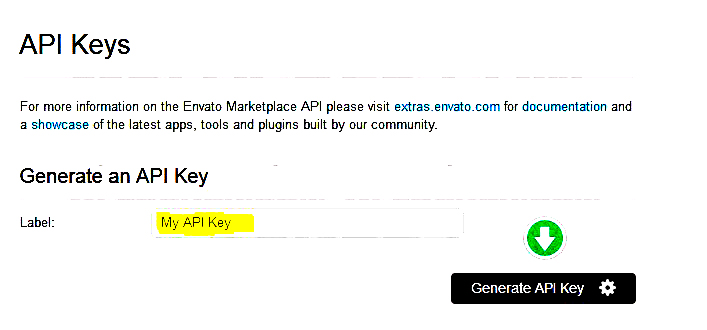 API Keys
For more information on the Envato Marketplace API please visit extras.envato.com for documentation and
a showcase of the latest apps, tools and plugins built by our community.
Generate an API Key
Label:
My API Key
Generate API Key